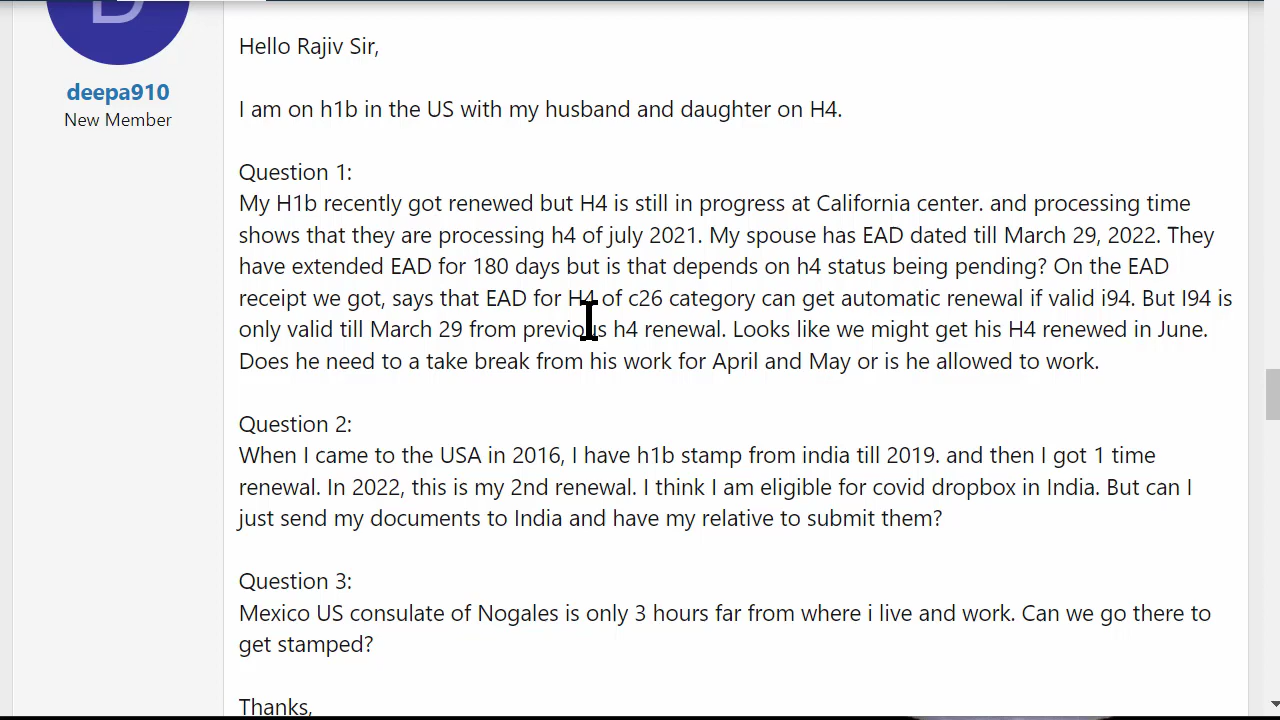 D
deepa910
New Member
Hello Rajiv Sir,
I am on h1b in the US with my husband and daughter on H4.
Question 1:
My H1b recently got renewed but H4 is still in progress at California center. and processing time
shows that they are processing h4 of july 2021. My spouse has EAD dated till March 29, 2022. They
have extended EAD for 180 days but is that depends on h4 status being pending? On the EAD
receipt we got, says that EAD for H4 of c26 category can get automatic renewal if valid i94. But I94 is
only valid till March 29 from previous h4 renewal. Looks like we might get his H4 renewed in June.
Does he need to a take break from his work for April and May or is he allowed to work.
Question 2:
When I came to the USA in 2016, I have h1b stamp from india till 2019. and then I got 1 time
renewal. In 2022, this is my 2nd renewal. I think I am eligible for covid dropbox in India. But can I
just send my documents to India and have my relative to submit them?
Question 3:
Mexico US consulate of Nogales is only 3 hours far from where i live and work. Can we go there to
get stamped?
Thanks,